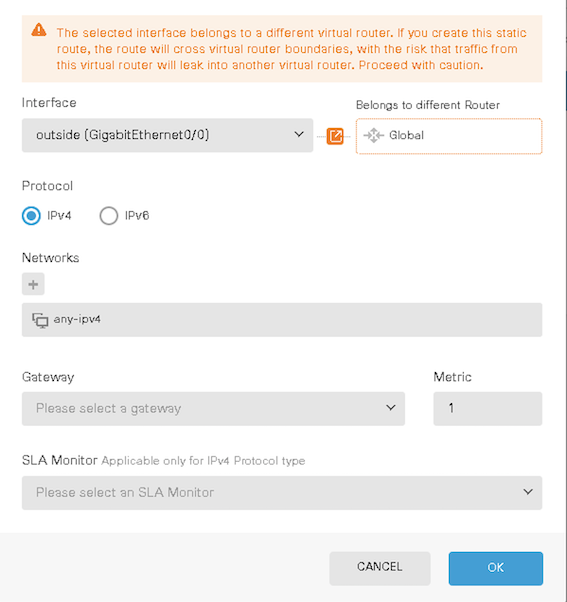 The selected interface belongs to a different virtual router. If you create this static
route, the route will cross virtual router boundaries, with the risk that traffic from
this virtual router will leak into another virtual router. Proceed with caution.
Interface
Belongs to different Router
outside (GigabitEthernet0/0)
Global
Protocol
IPv4
IPv6
Networks
+
any-ipv4
Gateway
Metric
Please select a gateway
1
SLA Monitor Applicable only for IPv4 Protocol type
Please select an SLA Monitor
CANCEL
OK